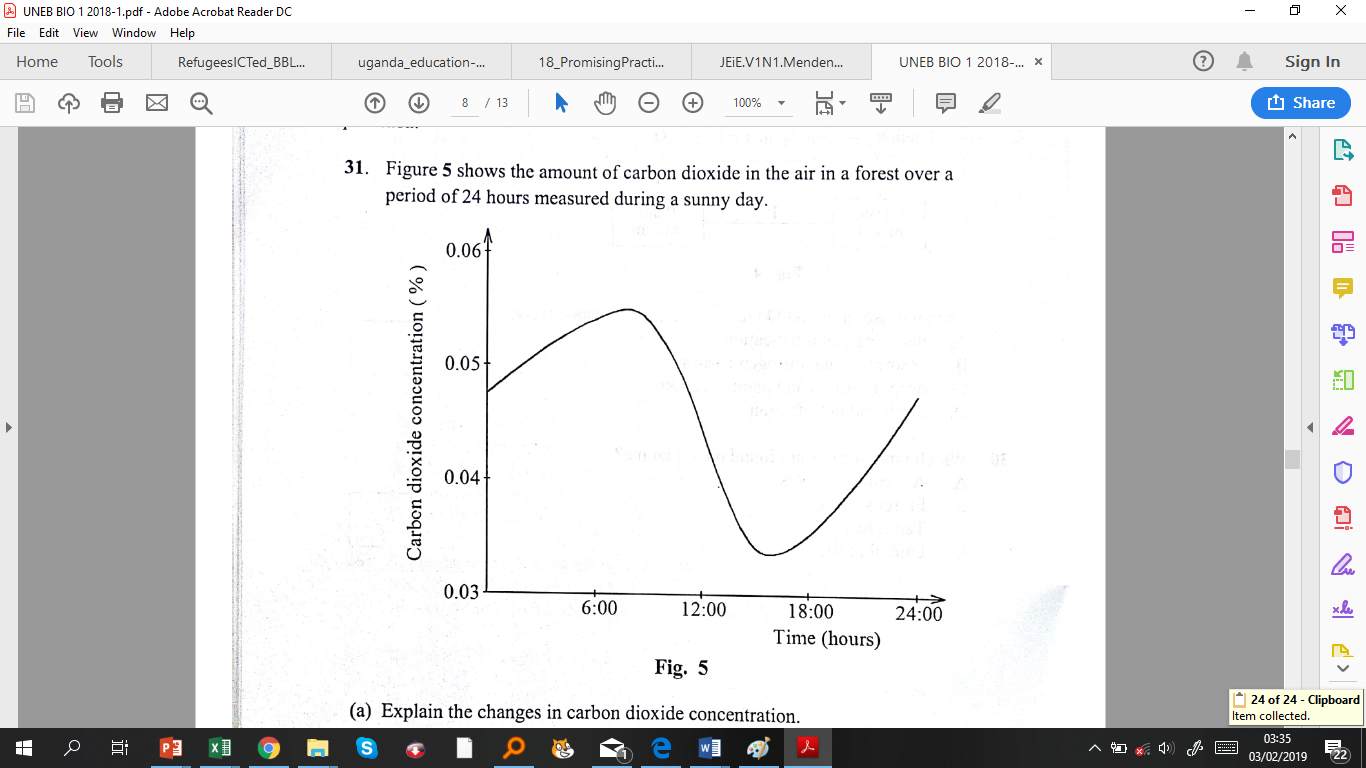 UNEB BIO 1 2018-1.pdf - Adobe Acrobat Reader DC
File Edit View Window Help
Home Tools RefugeesICTed_BBL... uganda_education-... 18_PromisingPracti... JEiE.V1N1.Menden... UNEB BIO 1 2018-... × Sign In
8 / 13 100% Share
31. Figure 5 shows the amount of carbon dioxide in the air in a forest over a
period of 24 hours measured during a sunny day.
Carbon dioxide concentration ( % )
0.06
0.05
0.04
0.03
6:00 12:00 18:00 24:00
Time (hours)
Fig. 5
(a) Explain the changes in carbon dioxide concentration.
24 of 24 - Clipboard
Item collected.
03:35
03/02/2019
1
22